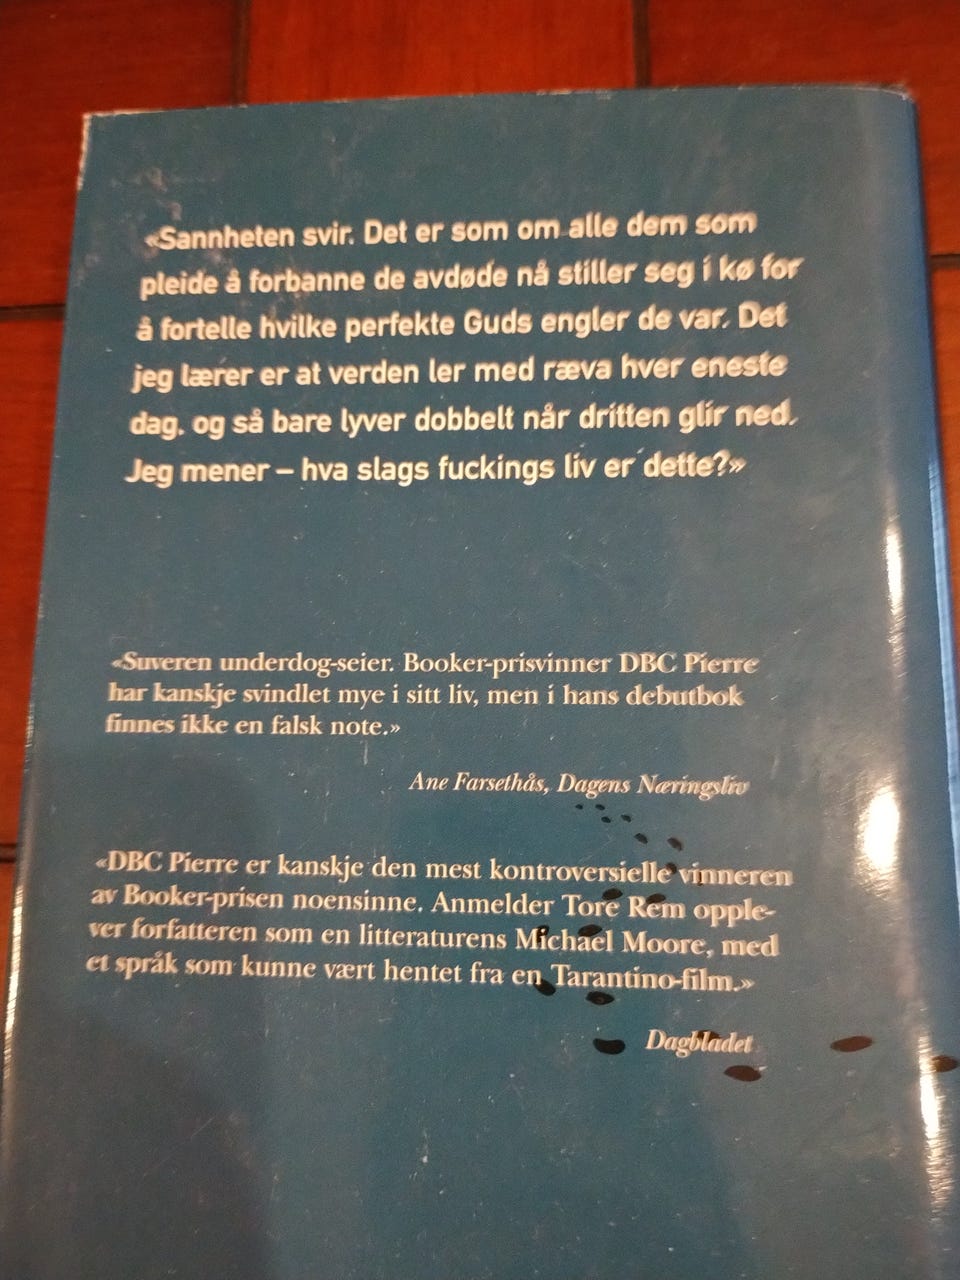 «Sannheten svir. Det er som om alle dem som
pleide å forbanne de avdøde nå stiller seg i kø for
å fortelle hvilke perfekte Guds engler de var. Det
jeg lærer er at verden ler med ræva hver eneste
dag, og så bare lyver dobbelt når dritten glir ned.
Jeg mener – hva slags fuckings liv er dette?»
«Suveren underdog-seier. Booker-prisvinner DBC Pierre
har kanskje svindlet mye i sitt liv, men i hans debutbok
finnes ikke en falsk note.»
Ane Farsethås, Dagens Næringsliv
«DBC Pierre er kanskje den mest kontroversielle vinneren
av Booker-prisen noensinne. Anmelder Tore Rem opple-
ver forfatteren som en litteraturens Michael Moore, med
et språk som kunne vært hentet fra en Tarantino-film.»
Dagbladet